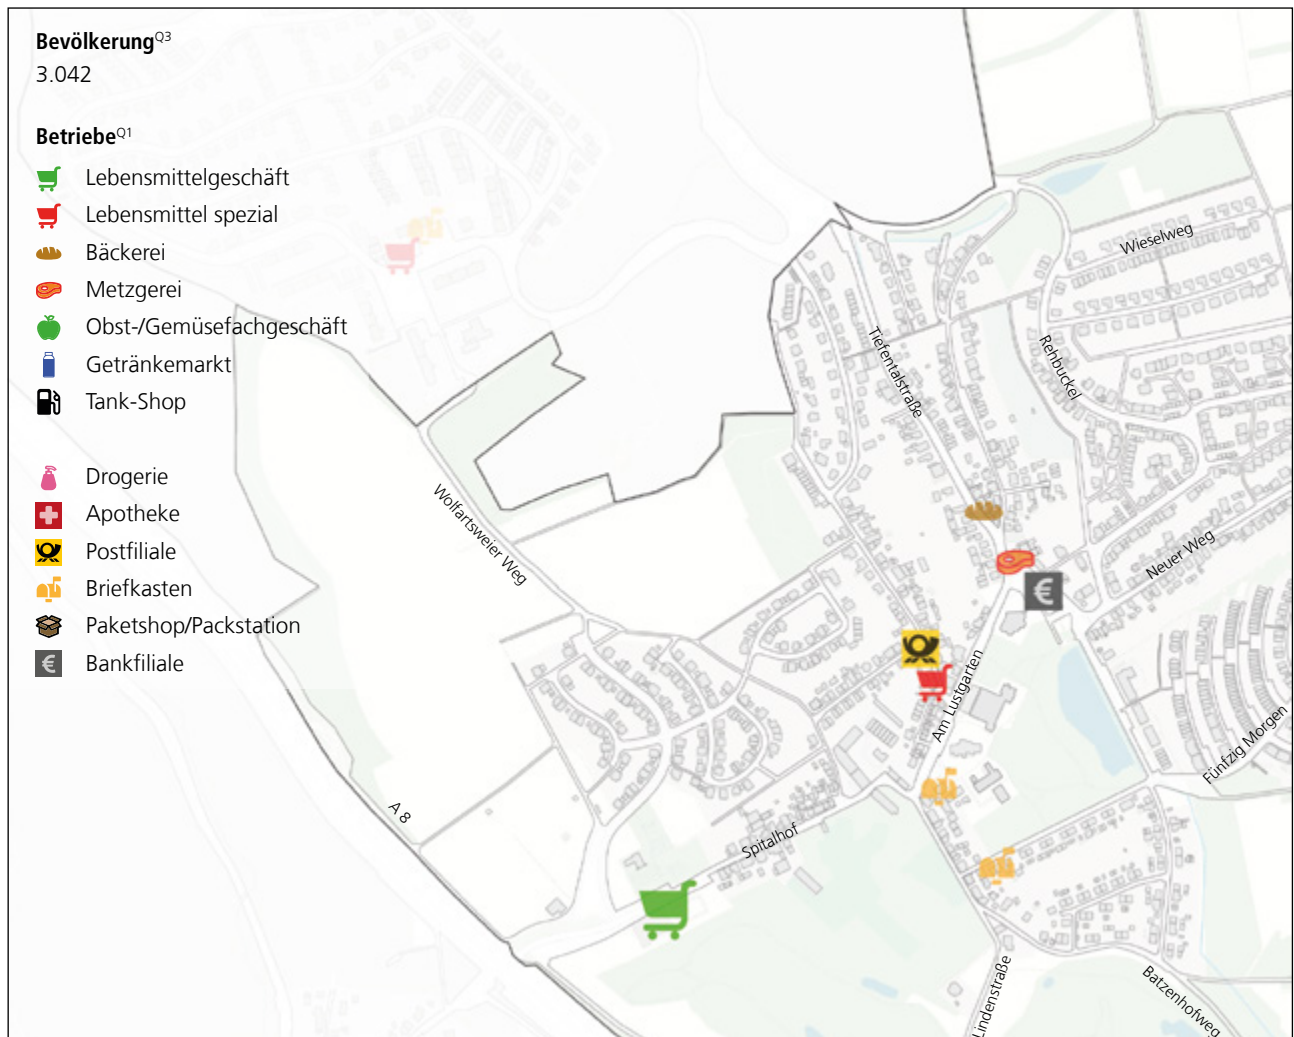 Bevölkerung Q3
3.042
Betriebe Q1
Lebensmittelgeschäft
Lebensmittel spezial
Bäckerei
Metzgerei
Obst-/Gemüsefachgeschäft
Getränkemarkt
Tank-Shop
Drogerie
Apotheke
Postfiliale
Briefkasten
Paketshop/Packstation
€ Bankfiliale
Wieselweg
Tiefentalstraße
Rehbuckel
Wolfartsweier Weg
Neuer Weg
€
Am Lustgarten
Fünfzig Morgen
A 8
Spitalhof
Lindenstraße
Batzenhofweg